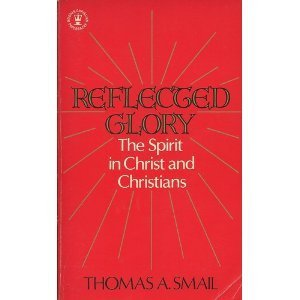 REFLECTED
GLORY
The Spirit
in Christ and
Christians
THOMAS A. SMAIL